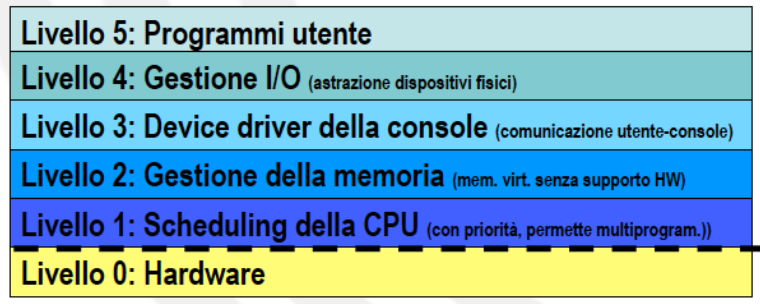 Livello 5: Programmi utente
Livello 4: Gestione I/O (astrazione dispositivi fisici)
Livello 3: Device driver della console (comunicazione utente-console)
Livello 2: Gestione della memoria (mem. virt. senza supporto HW)
Livello 1: Scheduling della CPU (con priorità, permette multiprogram.))
Livello 0: Hardware